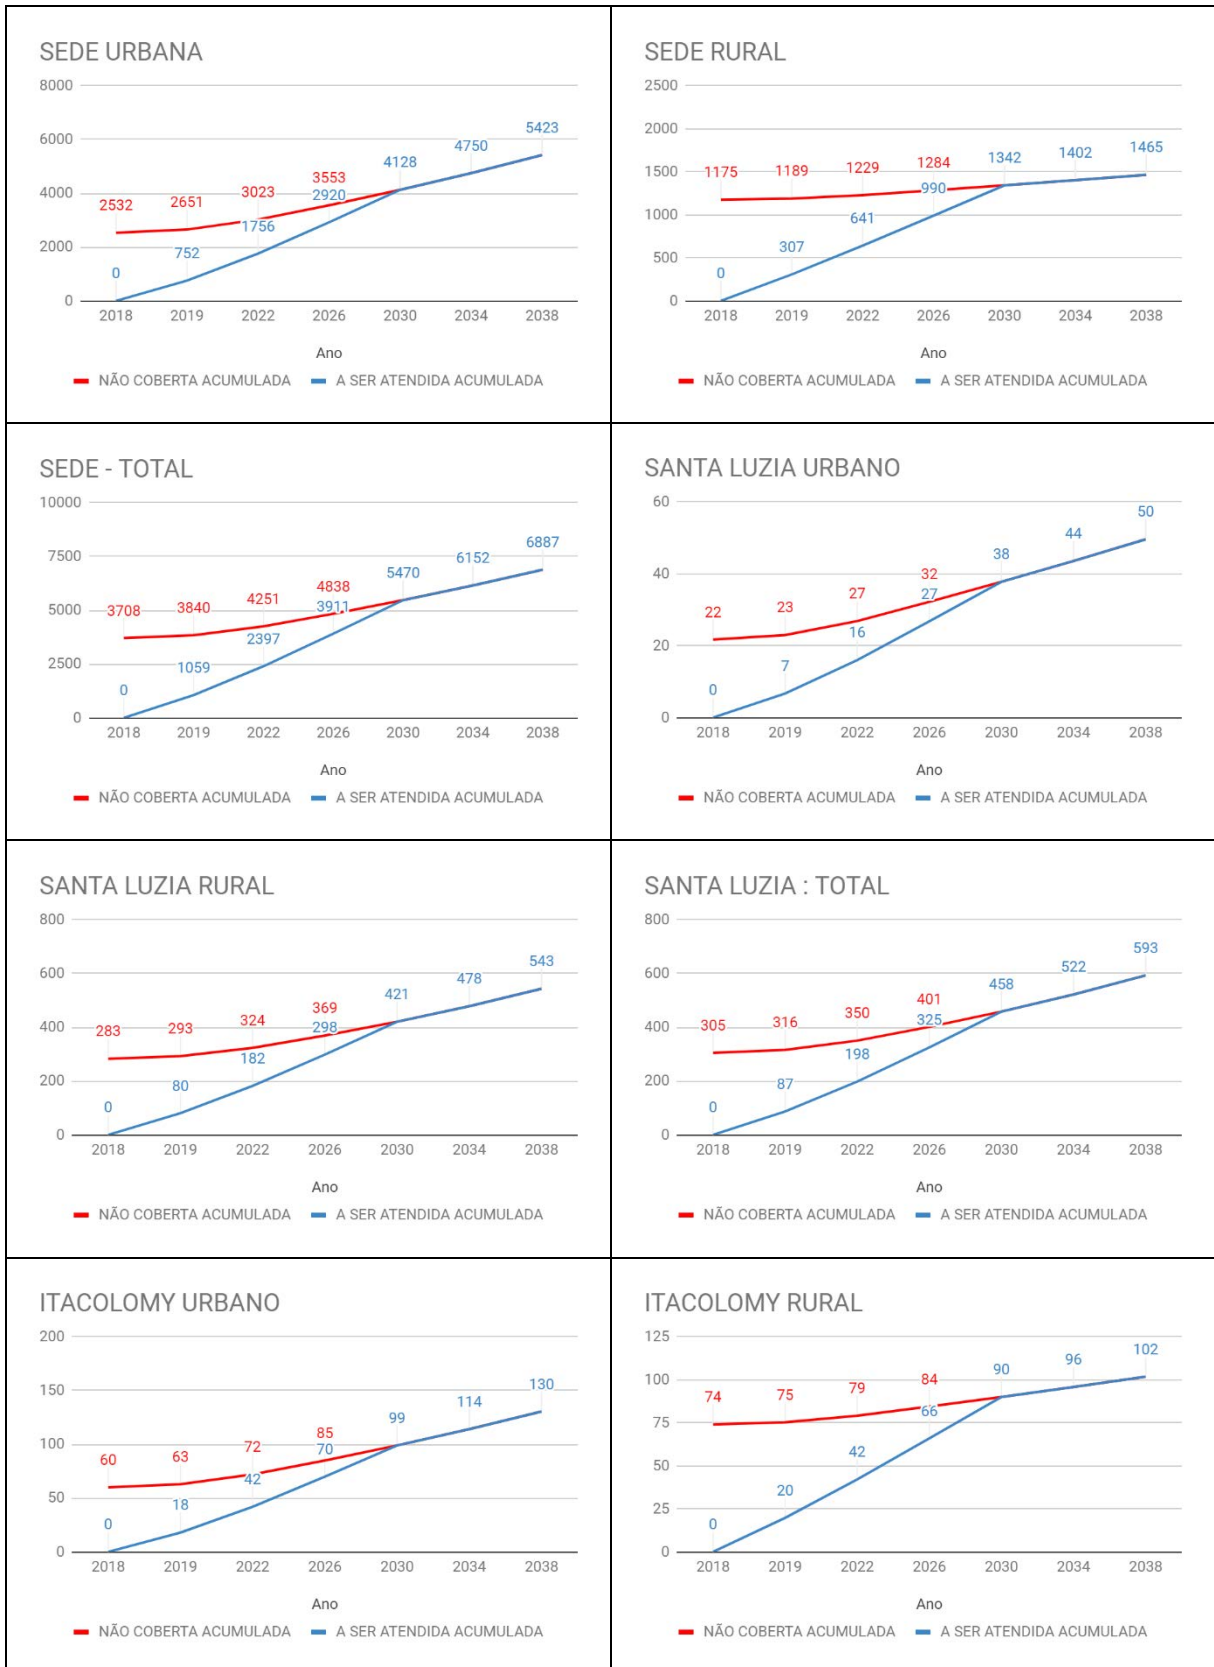 SEDE URBANA
8000
6000
4000
2000
0
2532 2651 3023 3553
0 752 1756 2920 4128 4750 5423
2018 2019 2022 2026 2030 2034 2038
Ano
NÃO COBERTA ACUMULADA A SER ATENDIDA ACUMULADA
SEDE RURAL
2500
2000
1500
1000
500
0
1175 1189 1229 1284
0 307 641 990 1342 1402 1465
2018 2019 2022 2026 2030 2034 2038
Ano
NÃO COBERTA ACUMULADA A SER ATENDIDA ACUMULADA
SEDE - TOTAL
10000
7500
5000
2500
0
3708 3840 4251 4838
0 1059 2397 3911 5470 6152 6887
2018 2019 2022 2026 2030 2034 2038
Ano
NÃO COBERTA ACUMULADA A SER ATENDIDA ACUMULADA
SANTA LUZIA URBANO
60
40
20
0
22 23 27 32
0 7 16 27 38 44 50
2018 2019 2022 2026 2030 2034 2038
Ano
NÃO COBERTA ACUMULADA A SER ATENDIDA ACUMULADA
SANTA LUZIA RURAL
800
600
400
200
0
283 293 324 369
0 80 182 298 421 478 543
2018 2019 2022 2026 2030 2034 2038
Ano
NÃO COBERTA ACUMULADA A SER ATENDIDA ACUMULADA
SANTA LUZIA : TOTAL
800
600
400
200
0
305 316 350 401
0 87 198 325 458 522 593
2018 2019 2022 2026 2030 2034 2038
Ano
NÃO COBERTA ACUMULADA A SER ATENDIDA ACUMULADA
ITACOLOMY URBANO
200
150
100
50
0
60 63 72 85
0 18 42 70 99 114 130
2018 2019 2022 2026 2030 2034 2038
Ano
NÃO COBERTA ACUMULADA A SER ATENDIDA ACUMULADA
ITACOLOMY RURAL
125
100
75
50
25
0
74 75 79 84
0 20 42 66 90 96 102
2018 2019 2022 2026 2030 2034 2038
Ano
NÃO COBERTA ACUMULADA A SER ATENDIDA ACUMULADA